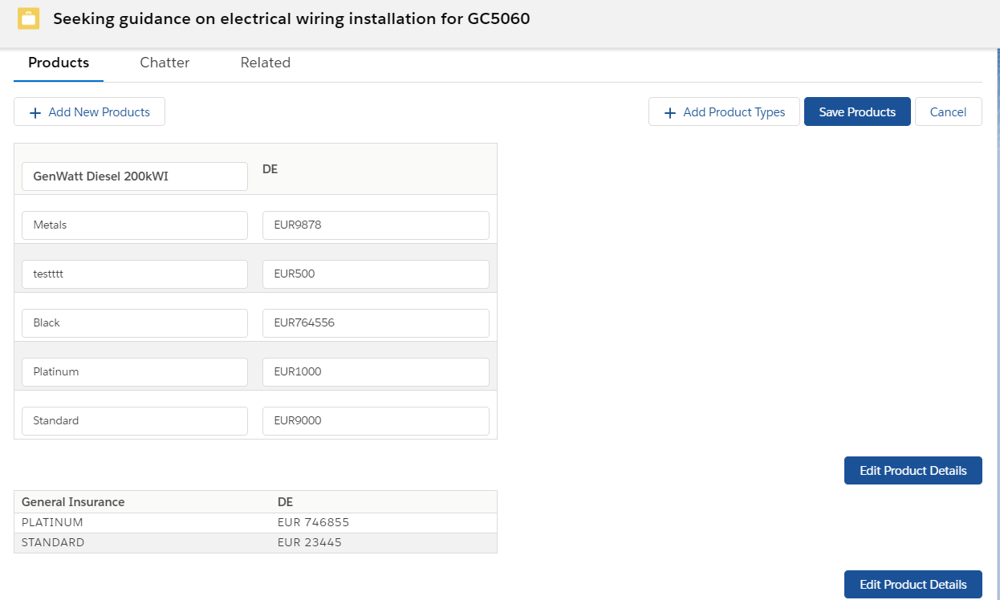 Seeking guidance on electrical wiring installation for GC5060
Products Chatter Related
Add New Products Add Product Types Save Products Cancel
GenWatt Diesel 200kWI DE
Metals EUR9878
testttt EUR500
Black EUR764556
Platinum EUR1000
Standard EUR9000
Edit Product Details
General Insurance DE
PLATINUM EUR 746855
STANDARD EUR 23445
Edit Product Details